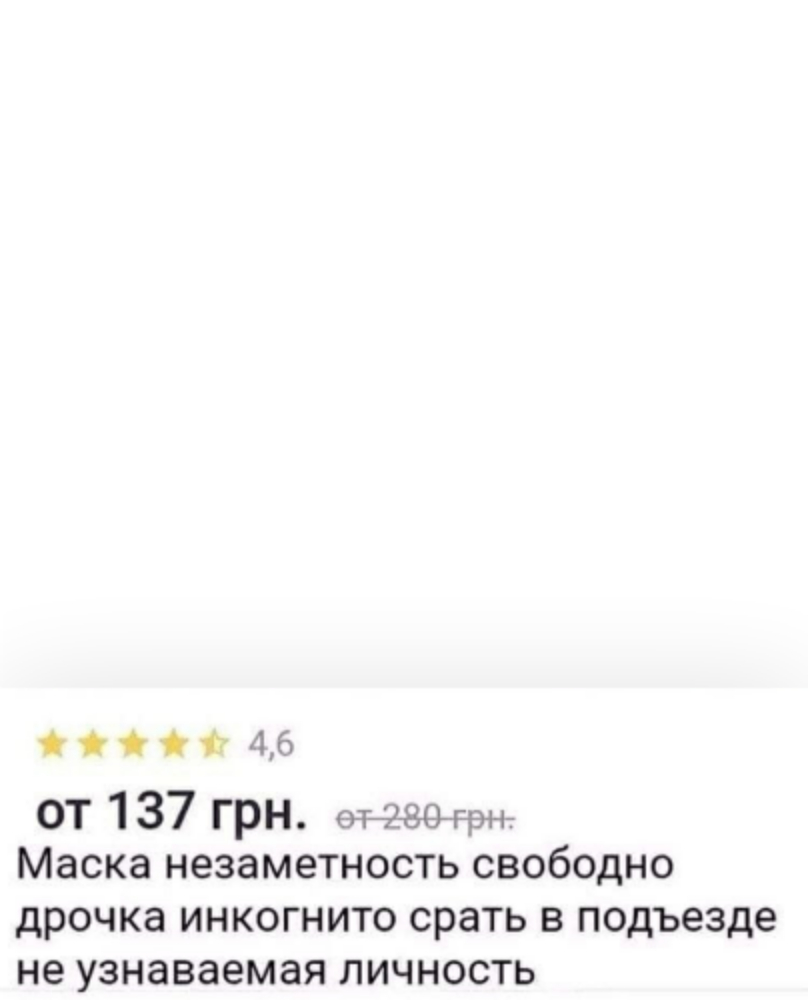 4,6
от 137 грн. от 280 грн.
Маска незаметность свободно
дрочка инкогнито срать в подъезде
не узнаваемая личность